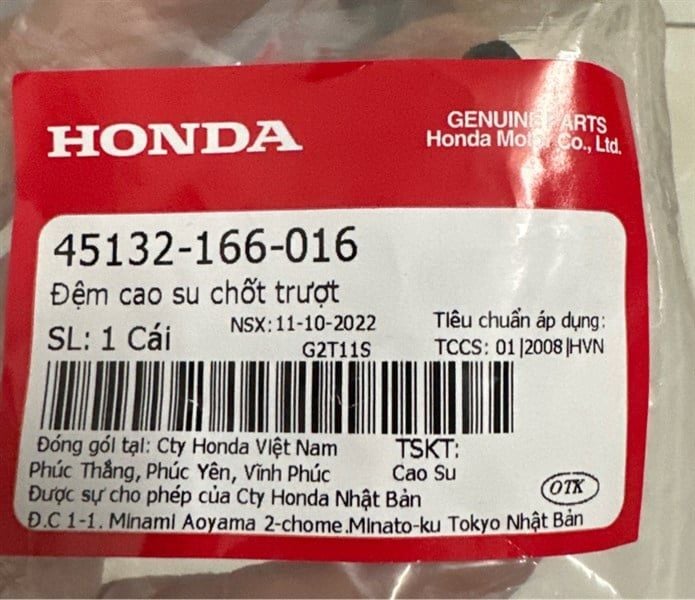 HONDA
GENUINE PARTS
Honda Motor Co., Ltd.
45132-166-016
Đệm cao su chốt trượt
SL: 1 Cái
NSX: 11-10-2022
G2T11S
Tiêu chuẩn áp dụng:
TCCS: 01|2008|HVN
Đóng gói tại: Cty Honda Việt Nam
Phúc Thắng, Phúc Yên, Vĩnh Phúc
TSKT:
Cao Su
Được sự cho phép của Cty Honda Nhật Bản
Đ.C 1-1. Minami Aoyama 2-chome.Minato-ku Tokyo Nhật Bản
OTK